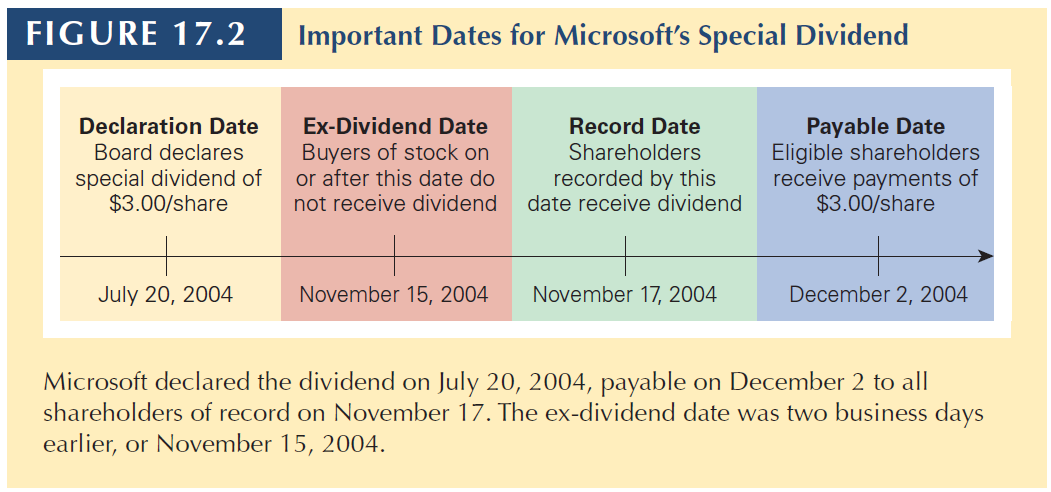 FIGURE 17.2
Important Dates for Microsoft's Special Dividend
Declaration Date
Board declares
special dividend of
$3.00/share
Ex-Dividend Date
Buyers of stock on
or after this date do
not receive dividend
Record Date
Shareholders
recorded by this
date receive dividend
Payable Date
Eligible shareholders
receive payments of
$3.00/share
July 20, 2004
November 15, 2004
November 17, 2004
December 2, 2004
Microsoft declared the dividend on July 20, 2004, payable on December 2 to all
shareholders of record on November 17. The ex-dividend date was two business days
earlier, or November 15, 2004.